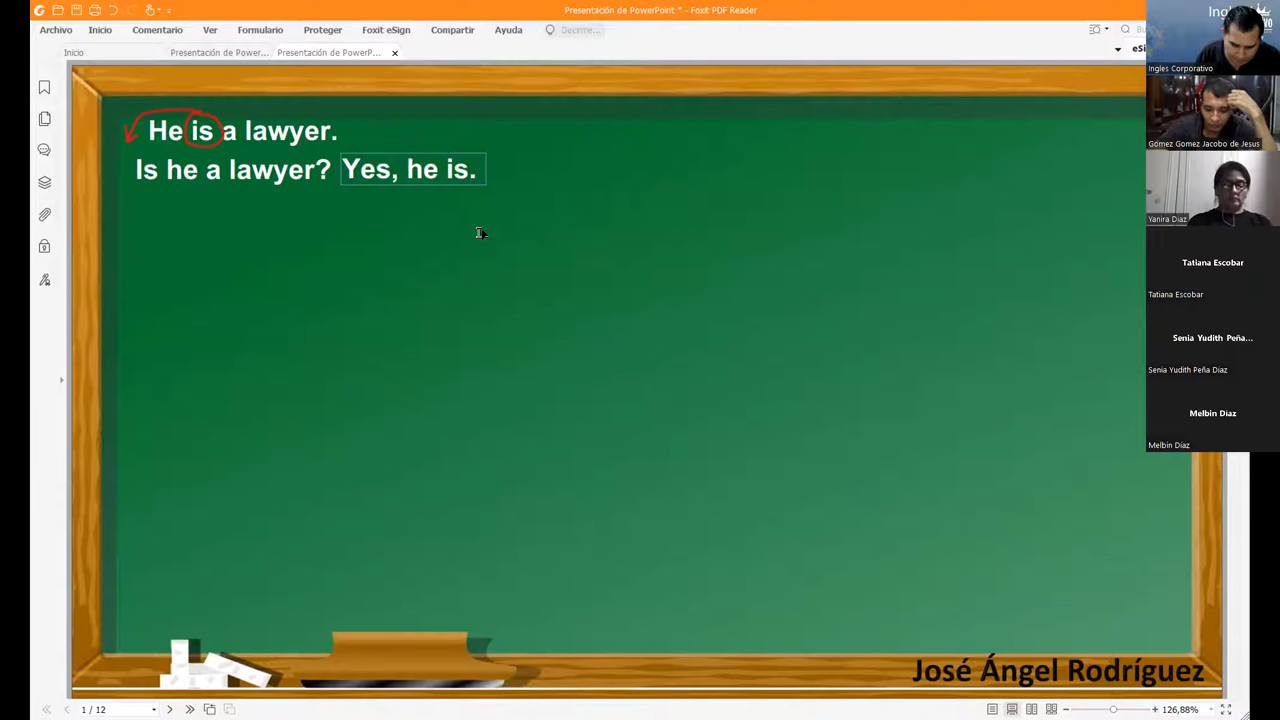 Presentación de PowerPoint * - Foxit PDF Reader
Archivo Inicio Comentario Ver Formulario Proteger Foxit eSign Compartir Ayuda Decirme...
Inicio Presentación de Power... Presentación de PowerP...
He is a lawyer.
Is he a lawyer? Yes, he is.
José Ángel Rodríguez
1 / 12
126,88%
Ingles Corporativo
Gomez Gomez Jacobo de Jesus
Yanira Diaz
Tatiana Escobar
Tatiana Escobar
Senia Yudith Peña...
Senia Yudith Peña Diaz
Melbin Diaz
Melbin Díaz